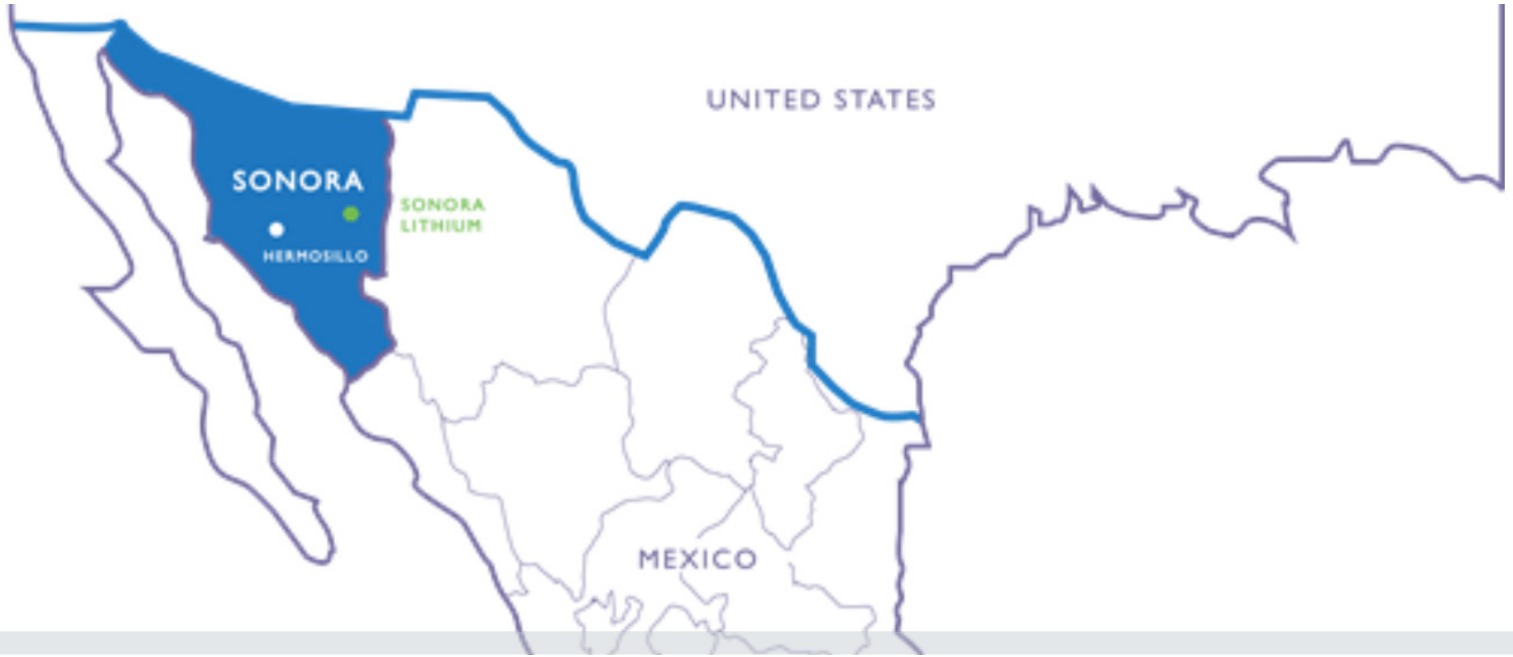 UNITED STATES
SONORA
SONORA
LITHIUM
HERMOSILLO
MEXICO